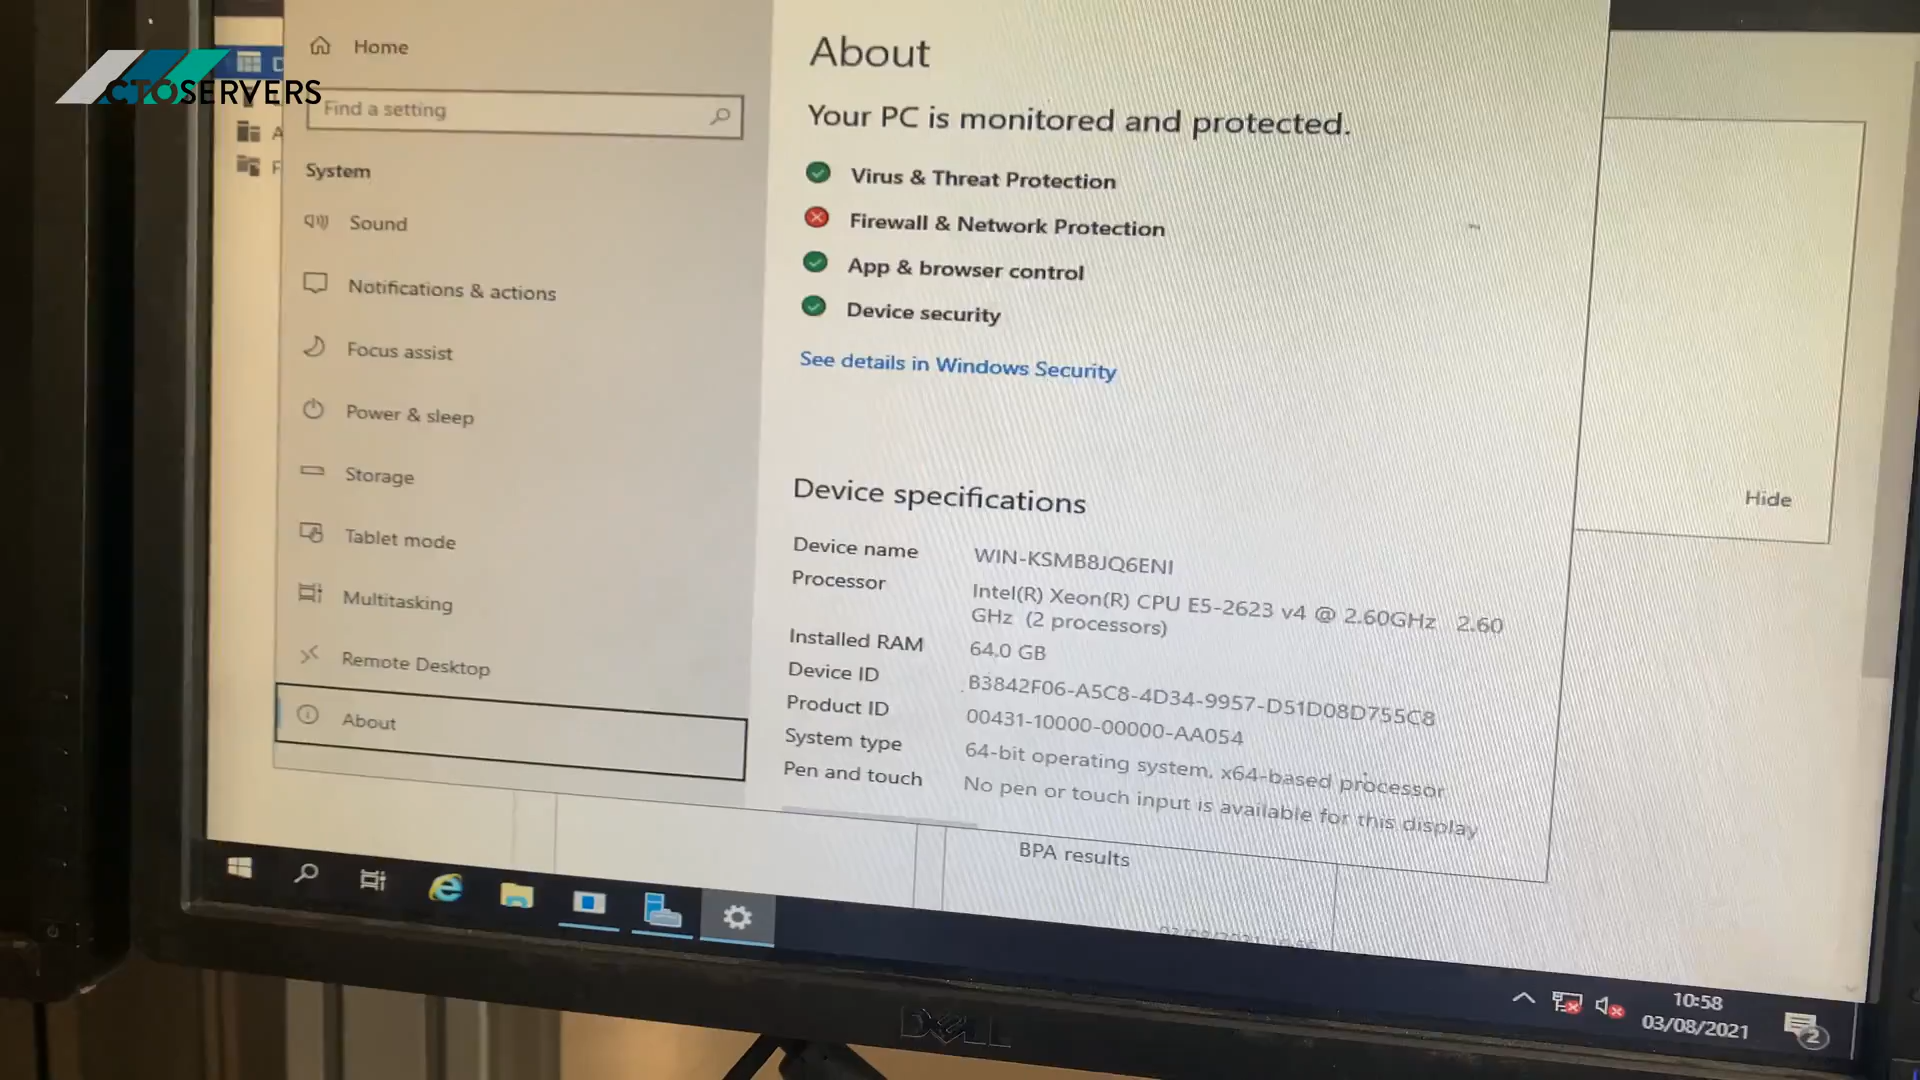 CTOSERVERS
Home
Find a setting
System
Sound
Notifications & actions
Focus assist
Power & sleep
Storage
Tablet mode
Multitasking
Remote Desktop
About
About
Your PC is monitored and protected.
Virus & Threat Protection
Firewall & Network Protection
App & browser control
Device security
See details in Windows Security
Device specifications
Device name WIN-KSMB8JQ6ENI
Processor Intel(R) Xeon(R) CPU E5-2623 v4 @ 2.60GHz 2.60
GHz (2 processors)
Installed RAM 64.0 GB
Device ID B3842F06-A5C8-4D34-9957-D51D08D755C8
Product ID 00431-10000-00000-AA054
System type 64-bit operating system, x64-based processor
Pen and touch No pen or touch input is available for this display
Hide
BPA results
10:58
03/08/2021
2
DELL